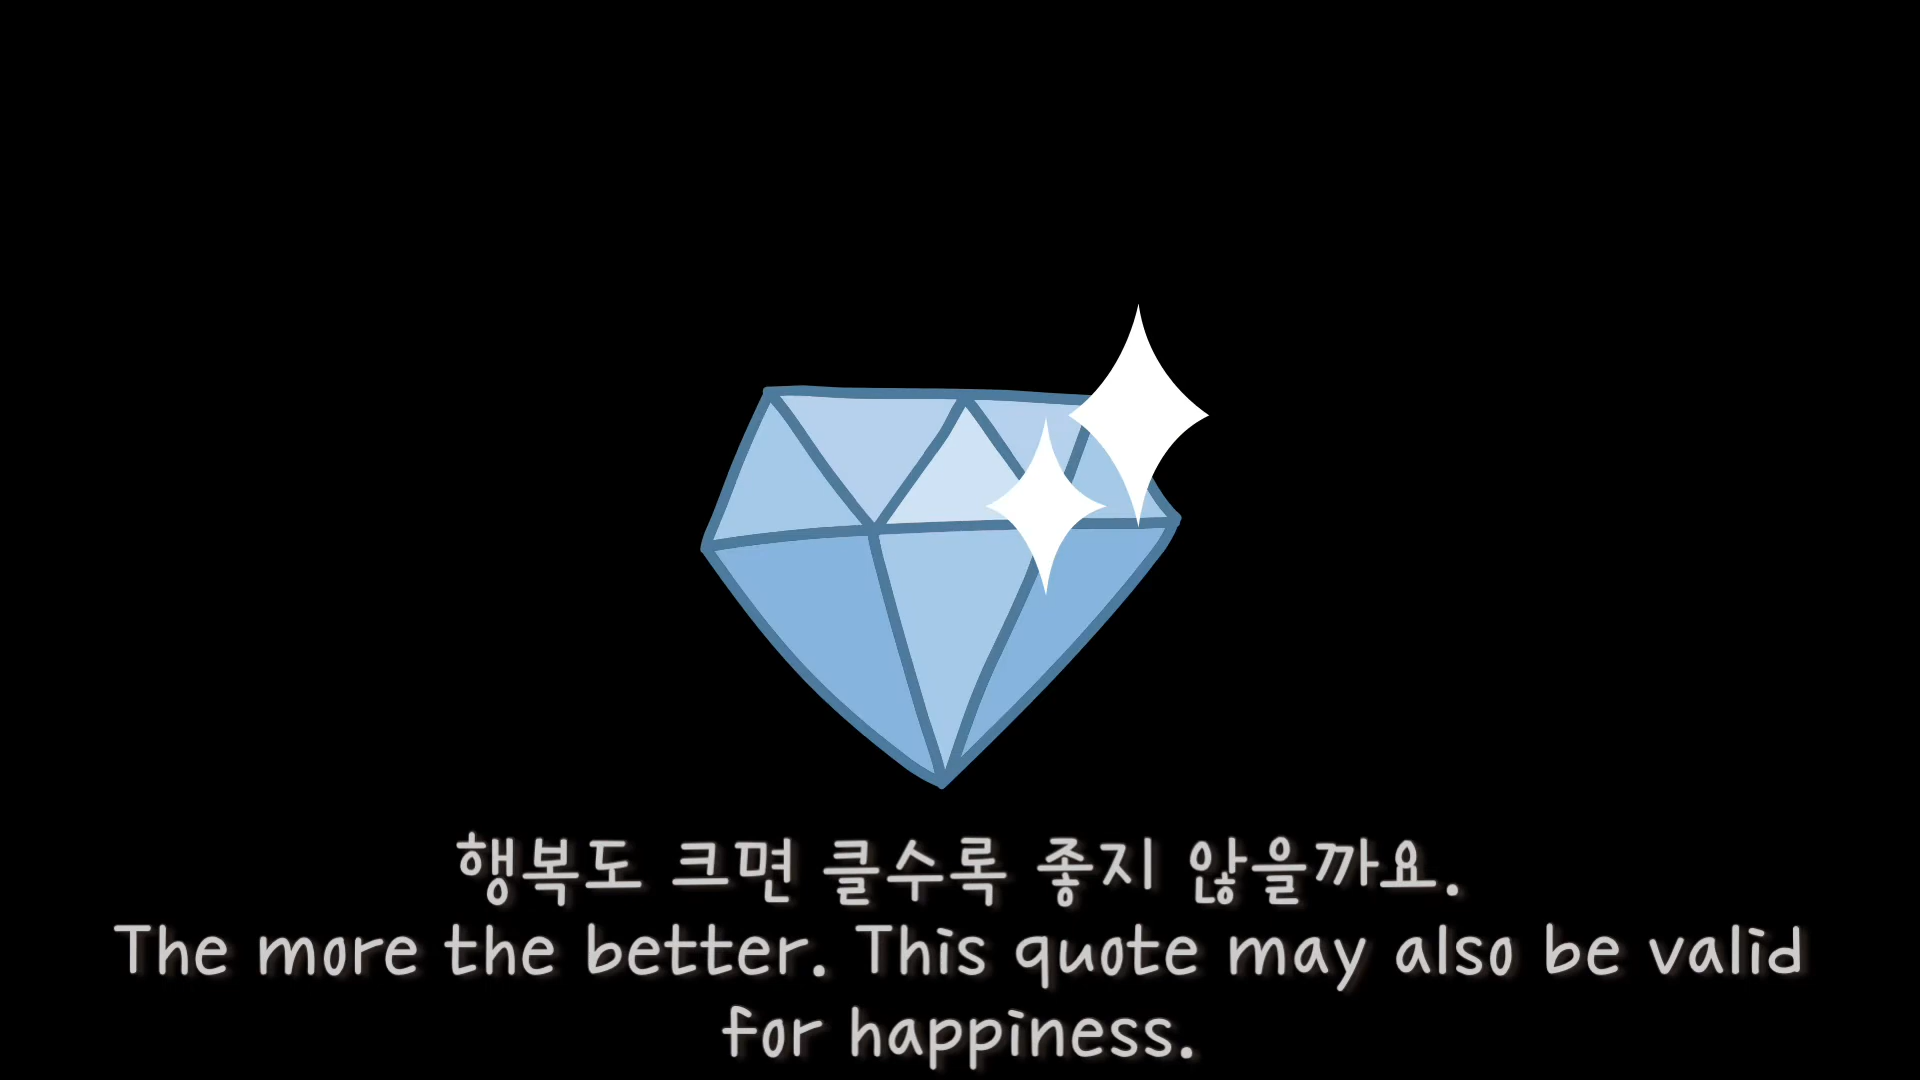 행복도 크면 클수록 좋지 않을까요.
The more the better. This quote may also be valid
for happiness.